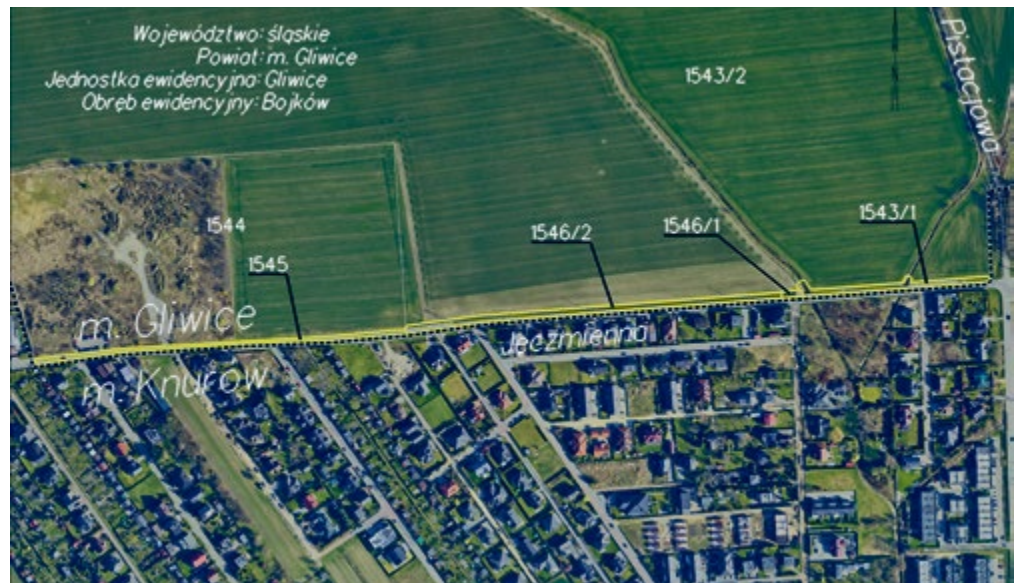 Województwo: śląskie
Powiat: m. Gliwice
Jednostka ewidencyjna: Gliwice
Obręb ewidencyjny: Bojków
1543/2
Pistacjowa
1544
1545
1546/2
1546/1
1543/1
m. Gliwice
Jęczmienna
m. Knurów